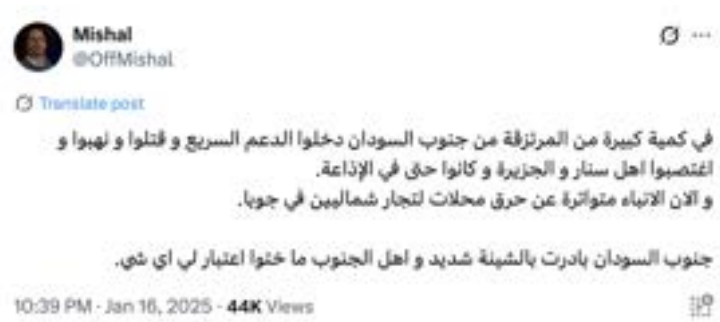 Mishal
@OffMishal
Translate post
في كمية كبيرة من المرتزقة من جنوب السودان دخلوا الدعم السريع و قتلوا و نهبوا و
اغتصبوا اهل سنار و الجزيرة و كانوا حتى في الإذاعة.
و الان الانباء متواترة عن حرق محلات لتجار شماليين في جوبا.
جنوب السودان بادرت بالشينة شديد و اهل الجنوب ما ختوا اعتبار لي اي شي.
10:39 PM · Jan 16, 2025 · 44K Views